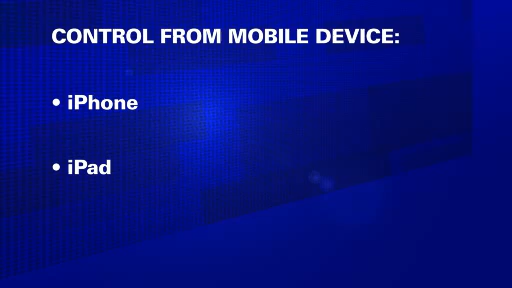 CONTROL FROM MOBILE DEVICE:
• iPhone
• iPad